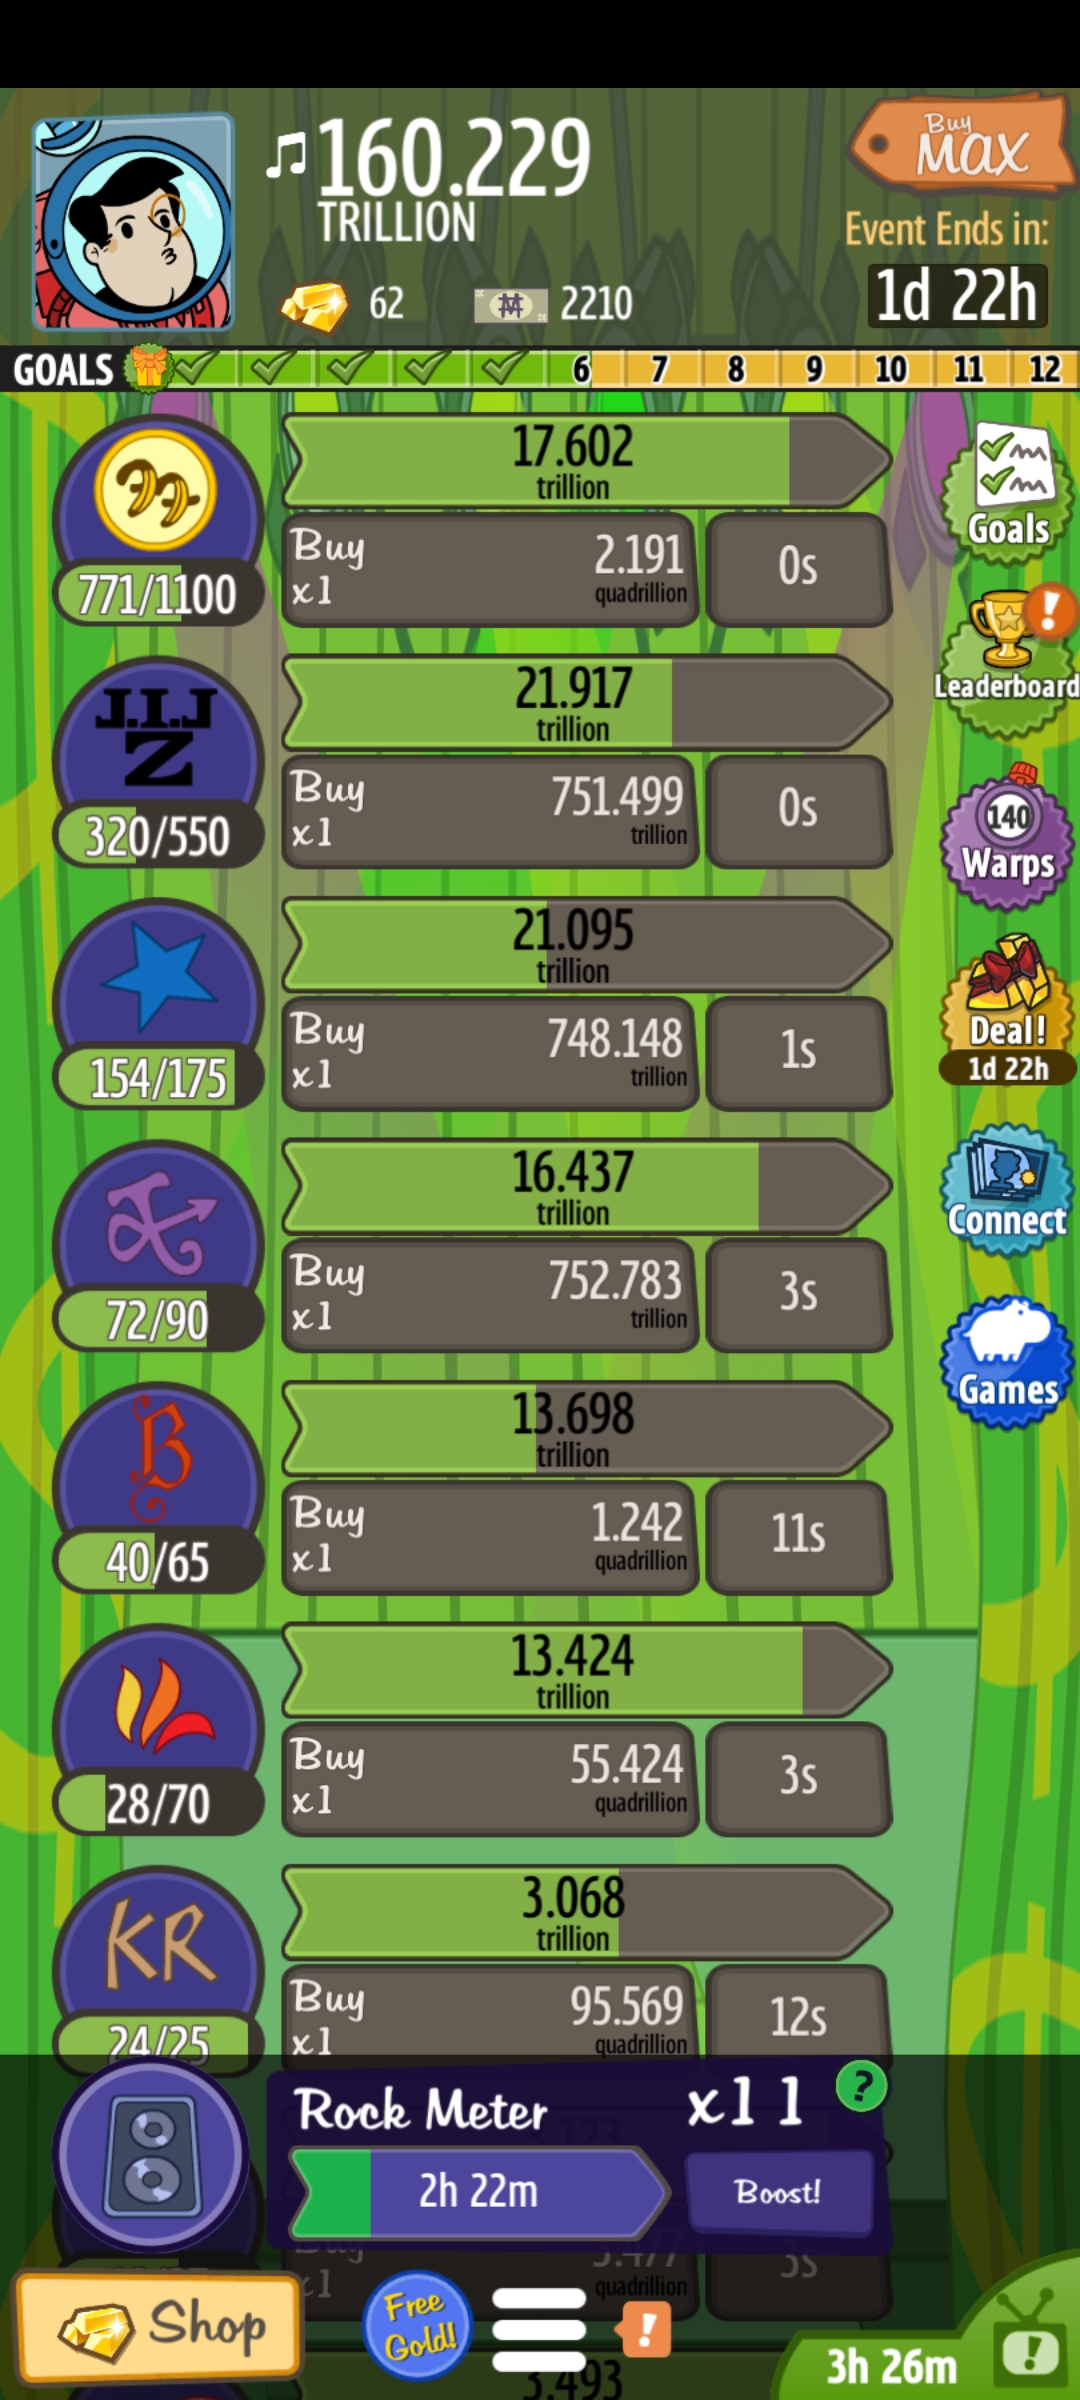 160.229
TRILLION
62
2210
Buy
MAX
Event Ends in:
1d 22h
GOALS
6
7
8
9
10
11
12
17.602
trillion
771/1100
Buy
x1
2.191
quadrillion
0s
Goals
J.I.J
Z
21.917
trillion
320/550
Buy
x1
751.499
trillion
0s
Leaderboard
140
Warps
21.095
trillion
154/175
Buy
x1
748.148
trillion
1s
Deal!
1d 22h
16.437
trillion
72/90
Buy
x1
752.783
trillion
3s
Connect
B
13.698
trillion
40/65
Buy
x1
1.242
quadrillion
11s
Games
13.424
trillion
28/70
Buy
x1
55.424
quadrillion
3s
KR
3.068
trillion
24/25
Buy
x1
95.569
quadrillion
12s
Rock Meter
x11
?
2h 22m
Boost!
Buy
x1
5.477
quadrillion
3s
Shop
Free
Gold!
!
3.493
3h 26m